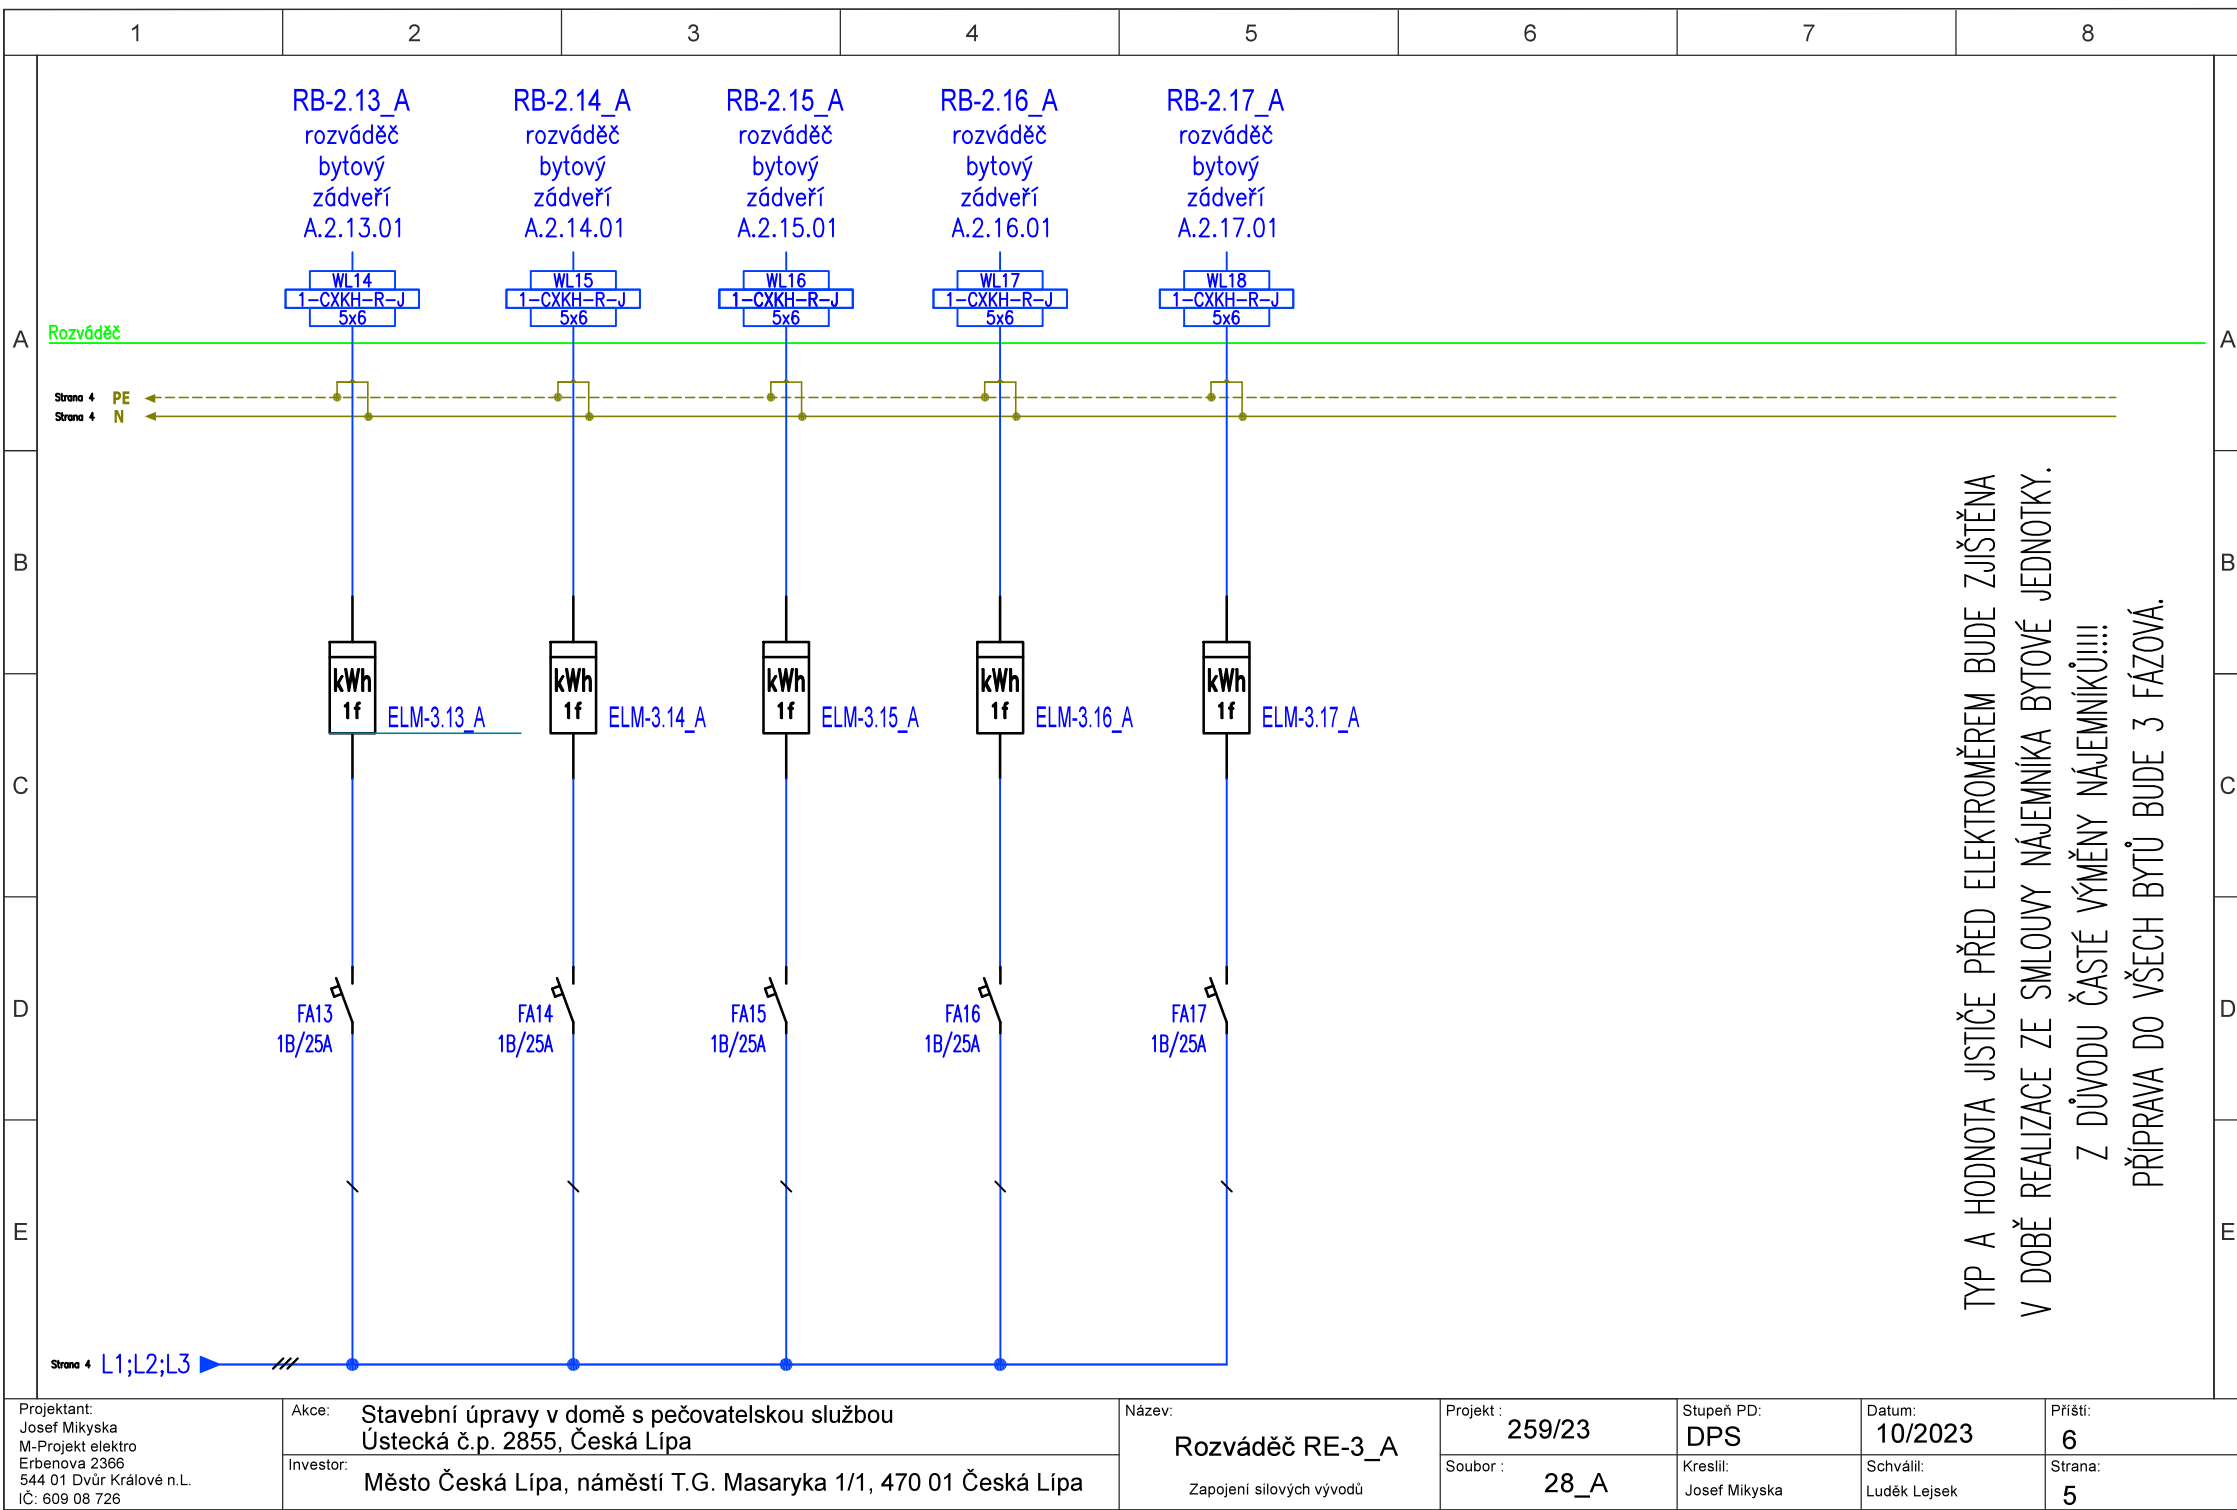 1 2 3 4 5 6 7 8
RB-2.13_A RB-2.14_A RB-2.15_A RB-2.16_A RB-2.17_A
rozváděč rozváděč rozváděč rozváděč rozváděč
bytový bytový bytový bytový bytový
zádveří zádveří zádveří zádveří zádveří
A.2.13.01 A.2.14.01 A.2.15.01 A.2.16.01 A.2.17.01
WL14 WL15 WL16 WL17 WL18
1-CXKH-R-J 1-CXKH-R-J 1-CXKH-R-J 1-CXKH-R-J 1-CXKH-R-J
5x6 5x6 5x6 5x6 5x6
A Rozváděč A
Strana 4 PE
Strana 4 N
B B
kWh kWh kWh kWh kWh
1f ELM-3.13_A 1f ELM-3.14_A 1f ELM-3.15_A 1f ELM-3.16_A 1f ELM-3.17_A
C C
D FA13 FA14 FA15 FA16 FA17 D
1B/25A 1B/25A 1B/25A 1B/25A 1B/25A
E E
Strana 4 L1;L2;L3
TYP A HODNOTA JISTIČE PŘED ELEKTROMĚREM BUDE ZJIŠTĚNA
V DOBĚ REALIZACE ZE SMLOUVY NÁJEMNÍKA BYTOVÉ JEDNOTKY.
Z DŮVODU ČASTÉ VÝMĚNY NÁJEMNÍKŮ!!!!
PŘÍPRAVA DO VŠECH BYTŮ BUDE 3 FÁZOVÁ.
Projektant:
Josef Mikyska
M-Projekt elektro
Erbenova 2366
544 01 Dvůr Králové n.L.
IČ: 609 08 726
Akce: Stavební úpravy v domě s pečovatelskou službou
Ústecká č.p. 2855, Česká Lípa
Investor:
Město Česká Lípa, náměstí T.G. Masaryka 1/1, 470 01 Česká Lípa
Název:
Rozváděč RE-3_A
Zapojení silových vývodů
Projekt : 259/23
Soubor : 28_A
Stupeň PD:
DPS
Kreslil:
Josef Mikyska
Datum:
10/2023
Schválil:
Luděk Lejsek
Příští:
6
Strana:
5